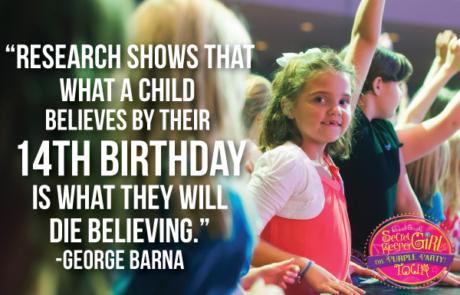 “RESEARCH SHOWS THAT
WHAT A CHILD
BELIEVES BY THEIR
14TH BIRTHDAY
IS WHAT THEY WILL
DIE BELIEVING.”
-GEORGE BARNA
Secret
Keeper GiRL
THE PURPLE PARTY
TOUR